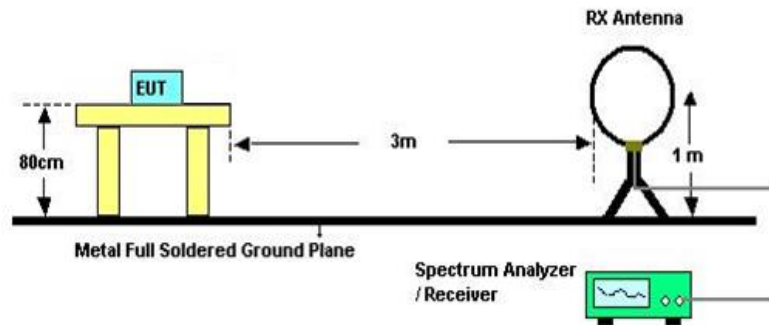 RX Antenna
EUT
3m
80cm
1 m
Metal Full Soldered Ground Plane
Spectrum Analyzer
/ Receiver